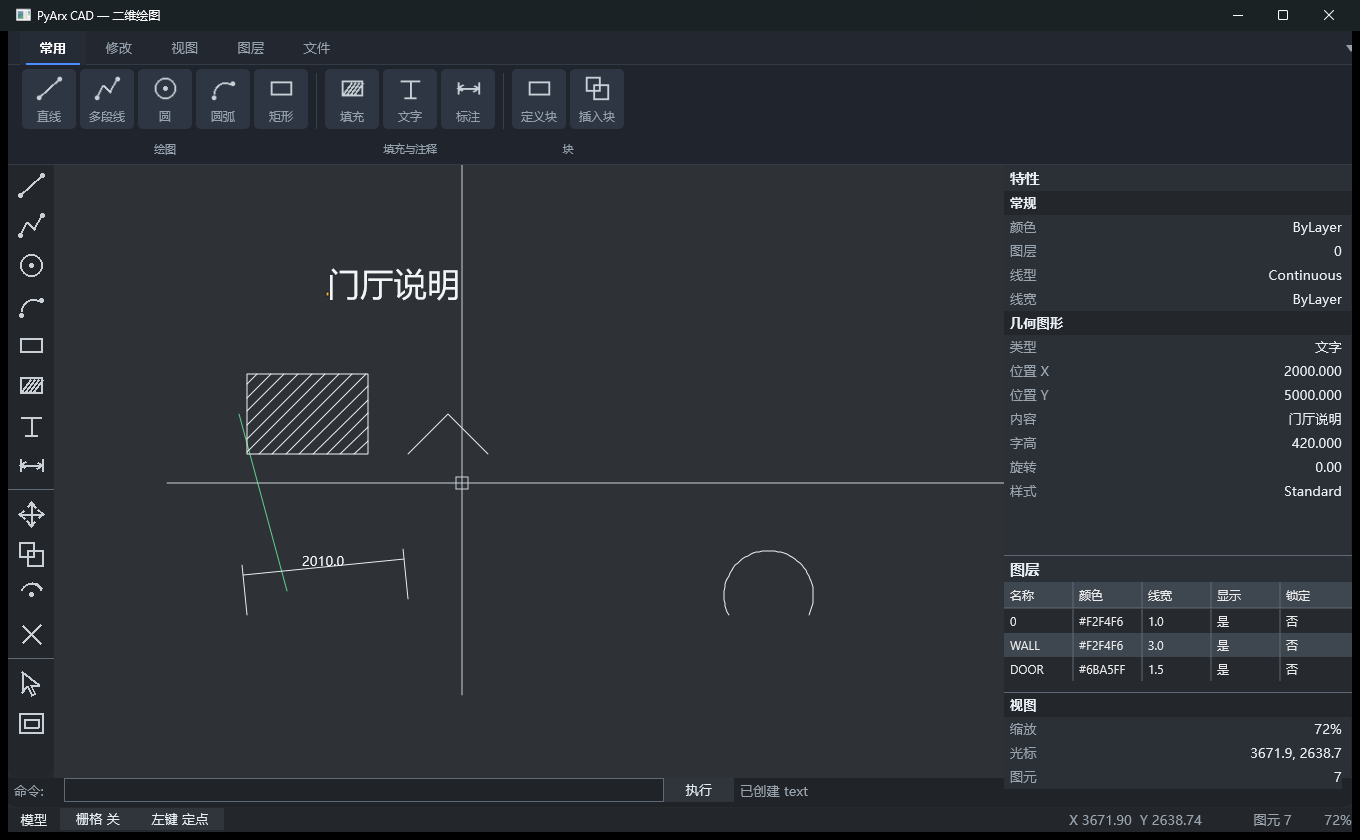 PyArx CAD — 二维绘图
常用 修改 视图 图层 文件
直线 多段线 圆 圆弧 矩形 填充 文字 标注 定义块 插入块
绘图 填充与注释 块
门厅说明
2010.0
特性
常规
颜色 ByLayer
图层 0
线型 Continuous
线宽 ByLayer
几何图形
类型 文字
位置 X 2000.000
位置 Y 5000.000
内容 门厅说明
字高 420.000
旋转 0.00
样式 Standard
图层
名称 颜色 线宽 显示 锁定
0 #F2F4F6 1.0 是 否
WALL #F2F4F6 3.0 是 否
DOOR #6BA5FF 1.5 是 否
视图
缩放 72%
光标 3671.9, 2638.7
图元 7
命令: 执行 已创建 text
模型 栅格 关 左键 定点 X 3671.90 Y 2638.74 图元 7 72%